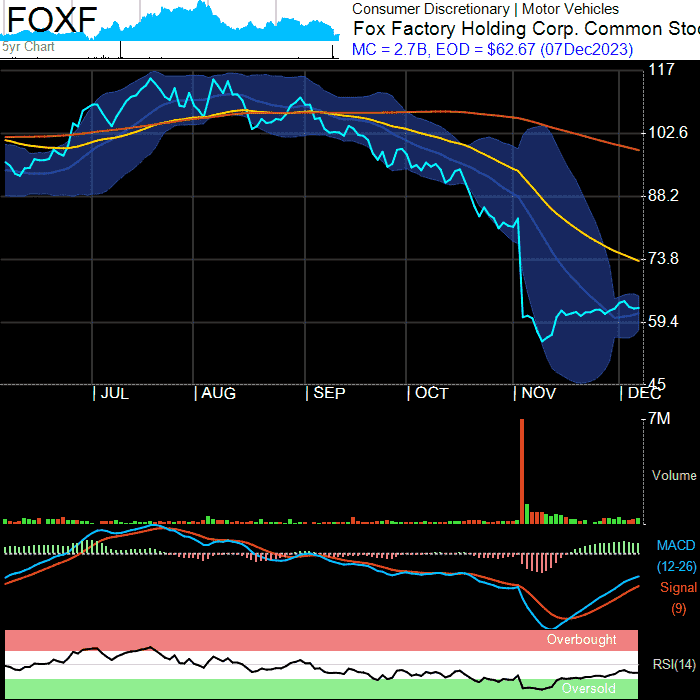 FOXF
5yr Chart
Consumer Discretionary | Motor Vehicles
Fox Factory Holding Corp. Common Sto
MC = 2.7B, EOD = $62.67 (07Dec2023)
117
102.6
88.2
73.8
59.4
45
JUL AUG SEP OCT NOV DEC
7M
Volume
MACD
(12-26)
Signal
(9)
Overbought
RSI(14)
Oversold